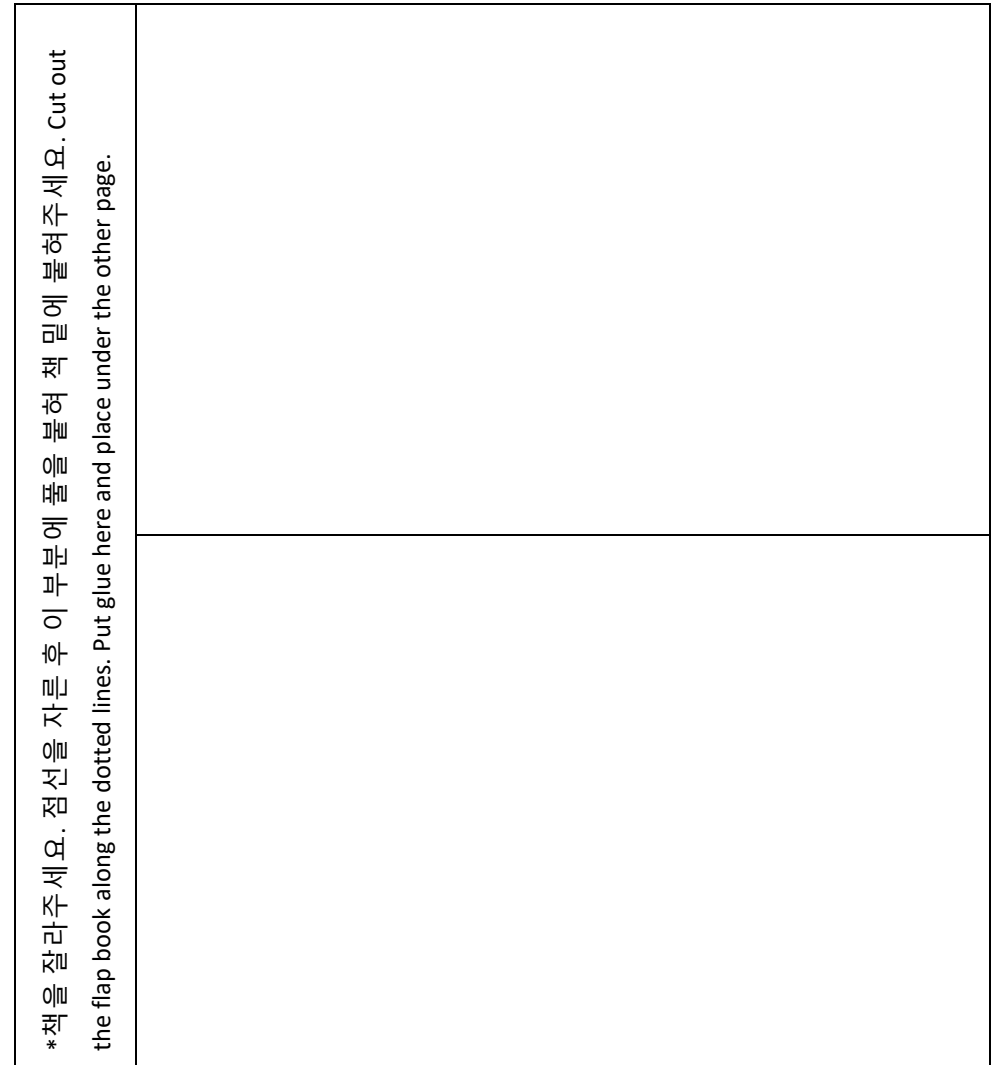 *책을 잘라주세요. 점선을 자른 후 이 부분에 풀을 붙혀 책 밑에 붙혀주세요. Cut out
the flap book along the dotted lines. Put glue here and place under the other page.